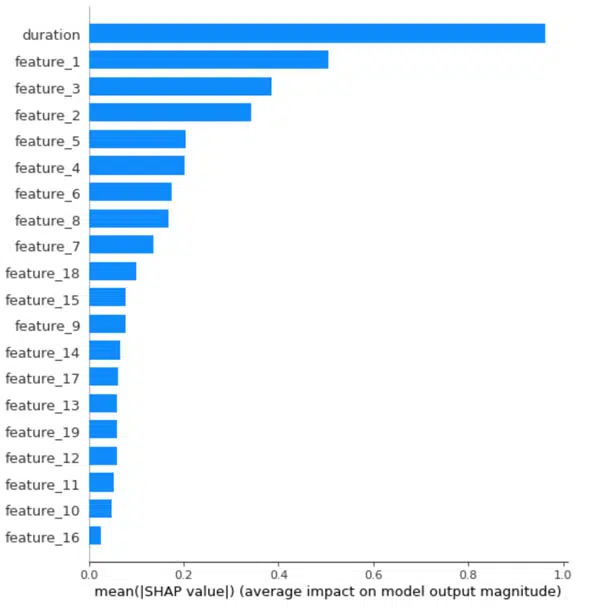 duration
feature_1
feature_3
feature_2
feature_5
feature_4
feature_6
feature_8
feature_7
feature_18
feature_15
feature_9
feature_14
feature_17
feature_13
feature_19
feature_12
feature_11
feature_10
feature_16
0.0 0.2 0.4 0.6 0.8 1.0
mean(|SHAP value|) (average impact on model output magnitude)